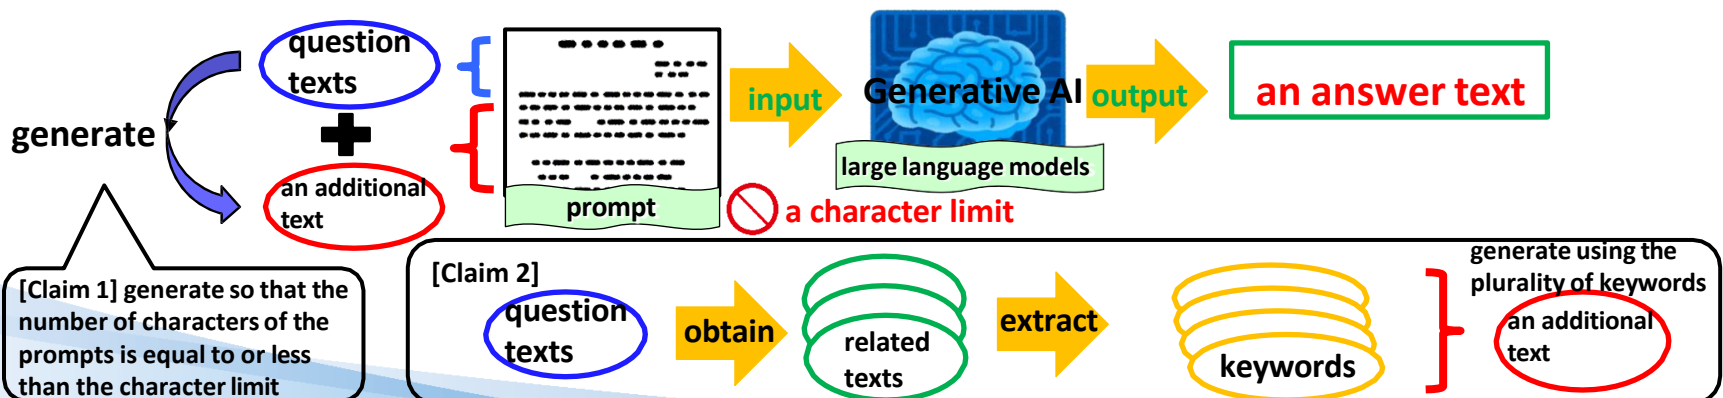 question
texts
generate
an additional
text
prompt
input
Generative AI
large language models
output
an answer text
a character limit
[Claim 1] generate so that the
number of characters of the
prompts is equal to or less
than the character limit
[Claim 2]
question
texts
obtain
related
texts
extract
keywords
generate using the
plurality of keywords
an additional
text